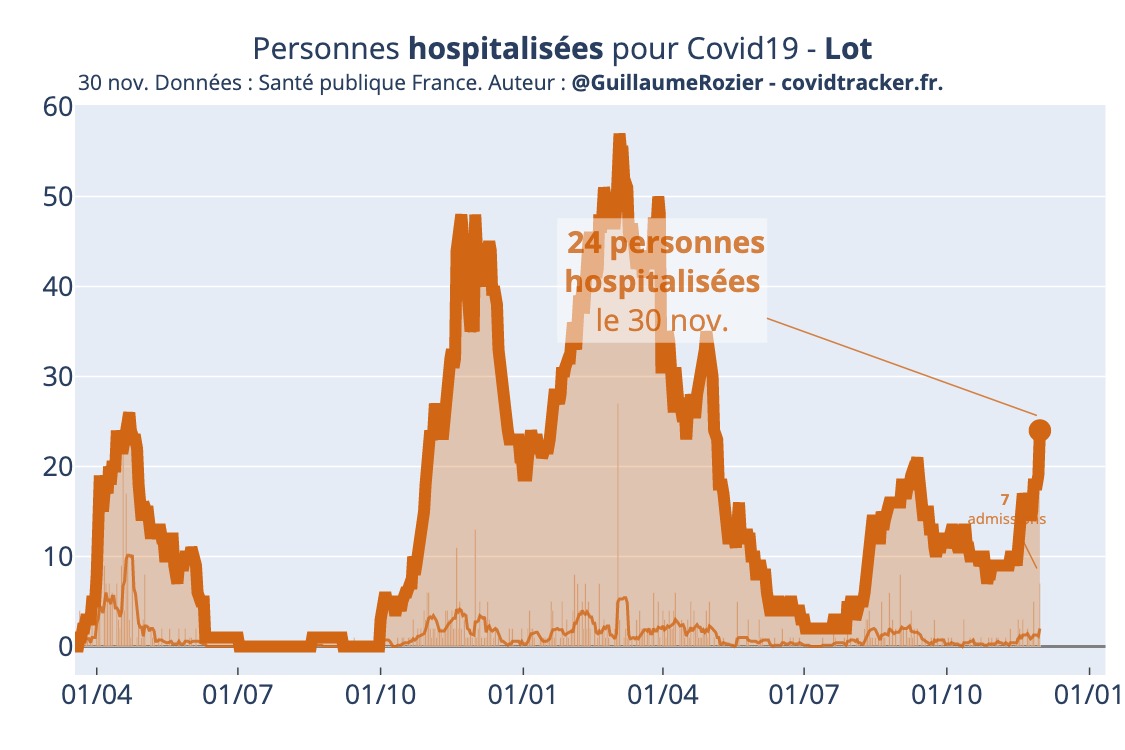 Personnes hospitalisées pour Covid19 - Lot
30 nov. Données : Santé publique France. Auteur : @GuillaumeRozier - covidtracker.fr.
60
50
40
30
20
10
0
24 personnes
hospitalisées
le 30 nov.
7
admissions
01/04
01/07
01/10
01/01
01/04
01/07
01/10
01/01